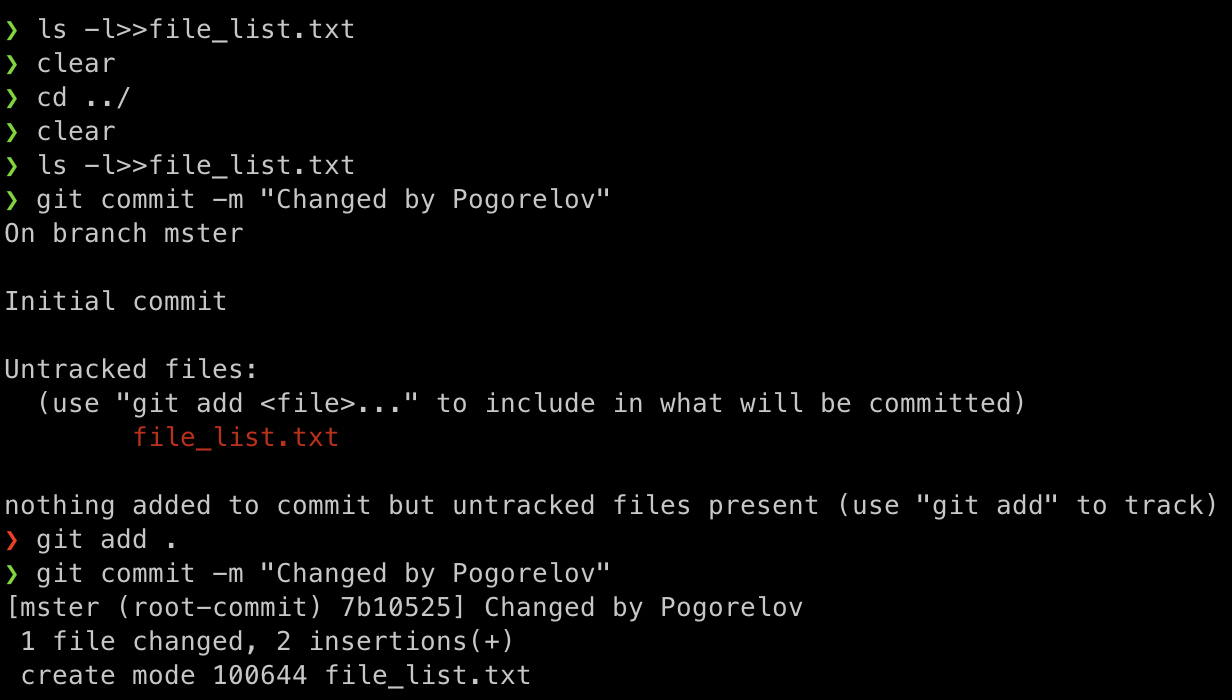 ❯ ls -l>>file_list.txt
❯ clear
❯ cd ../
❯ clear
❯ ls -l>>file_list.txt
❯ git commit -m "Changed by Pogorelov"
On branch mster
Initial commit
Untracked files:
(use "git add <file>..." to include in what will be committed)
file_list.txt
nothing added to commit but untracked files present (use "git add" to track)
❯ git add .
❯ git commit -m "Changed by Pogorelov"
[mster (root-commit) 7b10525] Changed by Pogorelov
1 file changed, 2 insertions(+)
create mode 100644 file_list.txt